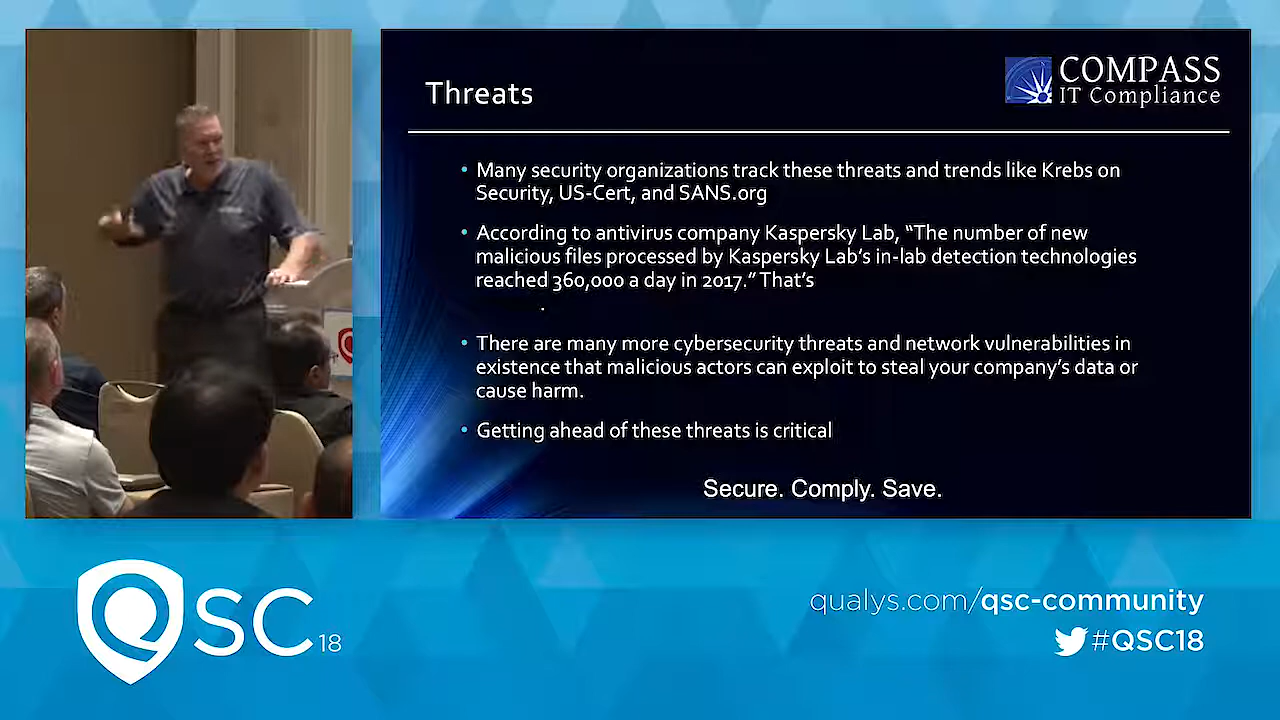 Threats
COMPASS
IT Compliance
• Many security organizations track these threats and trends like Krebs on
Security, US-Cert, and SANS.org
• According to antivirus company Kaspersky Lab, “The number of new
malicious files processed by Kaspersky Lab’s in-lab detection technologies
reached 360,000 a day in 2017.” That’s
.
• There are many more cybersecurity threats and network vulnerabilities in
existence that malicious actors can exploit to steal your company’s data or
cause harm.
• Getting ahead of these threats is critical
Secure. Comply. Save.
QSC 18
qualys.com/qsc-community
#QSC18